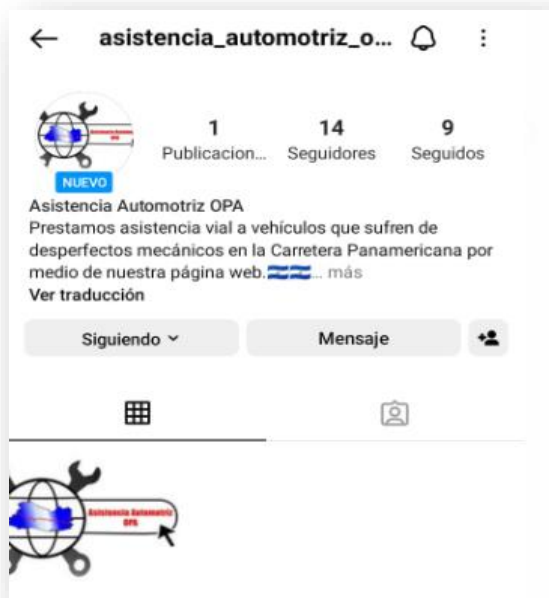 asistencia_automotriz_o...
1 14 9
Publicacion... Seguidores Seguidos
NUEVO
Asistencia Automotriz OPA
Prestamos asistencia vial a vehículos que sufren de
desperfectos mecánicos en la Carretera Panamericana por
medio de nuestra página web.🇸🇻🇸🇻... más
Ver traducción
Siguiendo Mensaje
Asistencia Automotriz
OPA